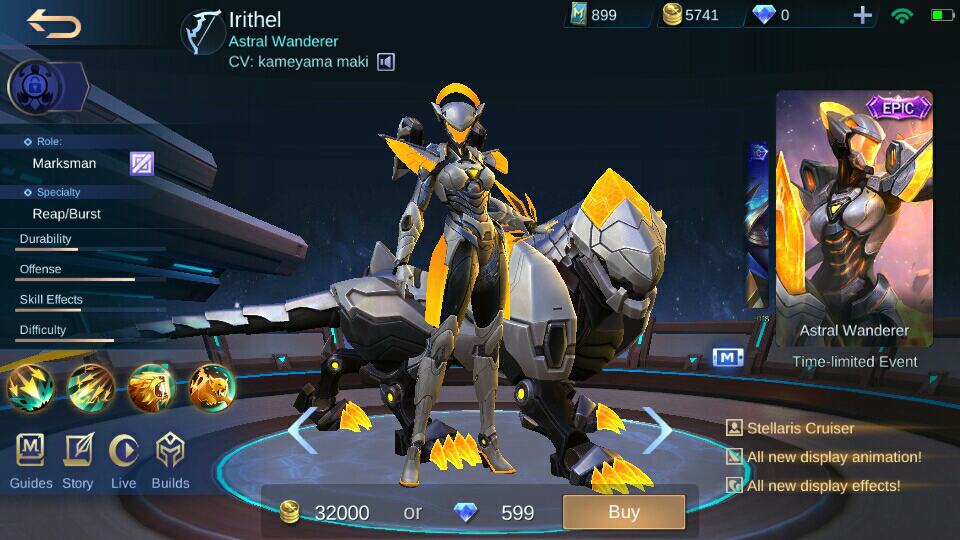 Irithel
Astral Wanderer
CV: kameyama maki
899
5741
0
Role:
Marksman
Specialty
Reap/Burst
Durability
Offense
Skill Effects
Difficulty
M
Guides
Story
Live
Builds
EPIC
Astral Wanderer
Time-limited Event
M
Stellaris Cruiser
All new display animation!
All new display effects!
32000 or 599
Buy